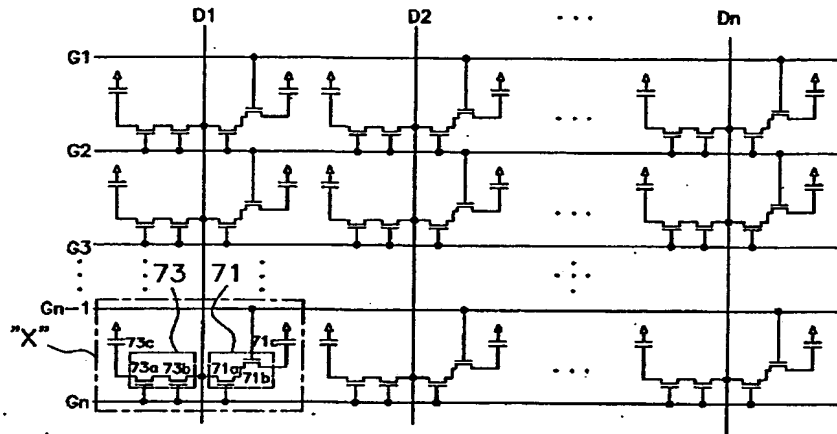 D1 D2 ... Dn
G1
...
G2
...
G3
73 71
Gn-1
"X"
73c 71c
73a 73b 71a 71b
...
Gn